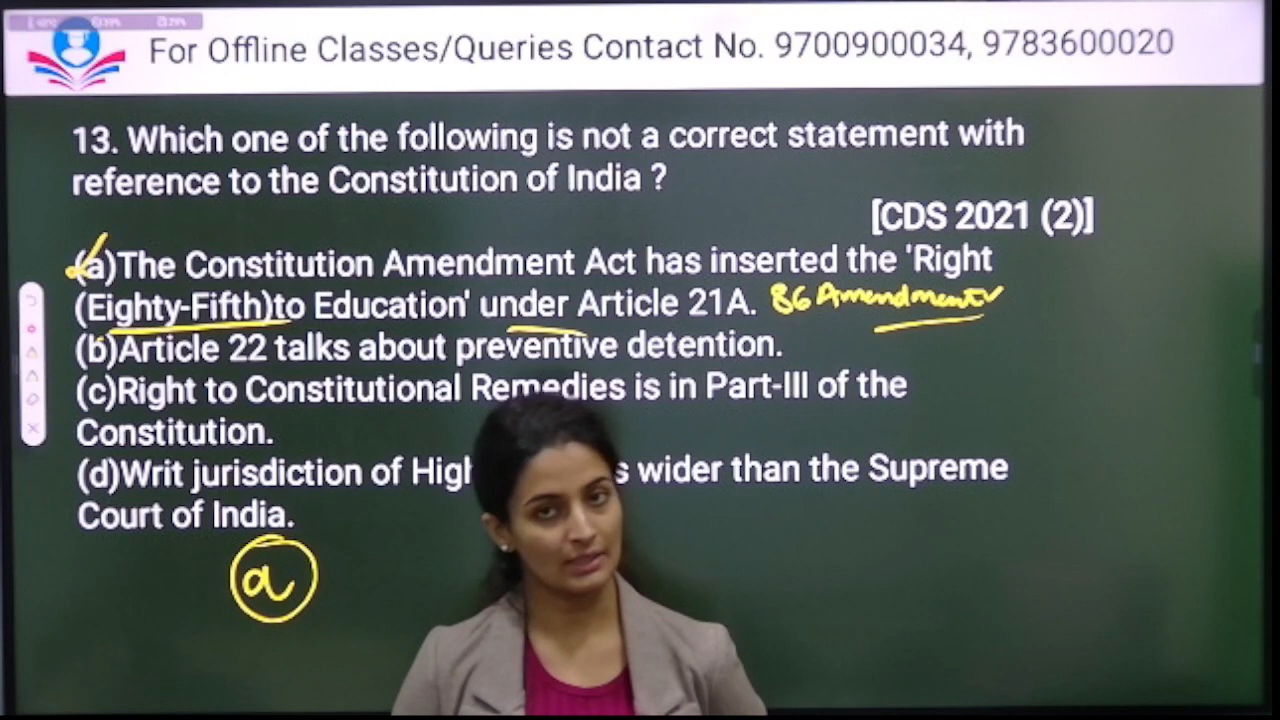 For Offline Classes/Queries Contact No. 9700900034, 9783600020
13. Which one of the following is not a correct statement with
reference to the Constitution of India ?
[CDS 2021 (2)]
(a)The Constitution Amendment Act has inserted the 'Right
(Eighty-Fifth)to Education' under Article 21A. 86 Amendment
(b)Article 22 talks about preventive detention.
(c)Right to Constitutional Remedies is in Part-III of the
Constitution.
(d)Writ jurisdiction of wider than the Supreme
Court of India.
a